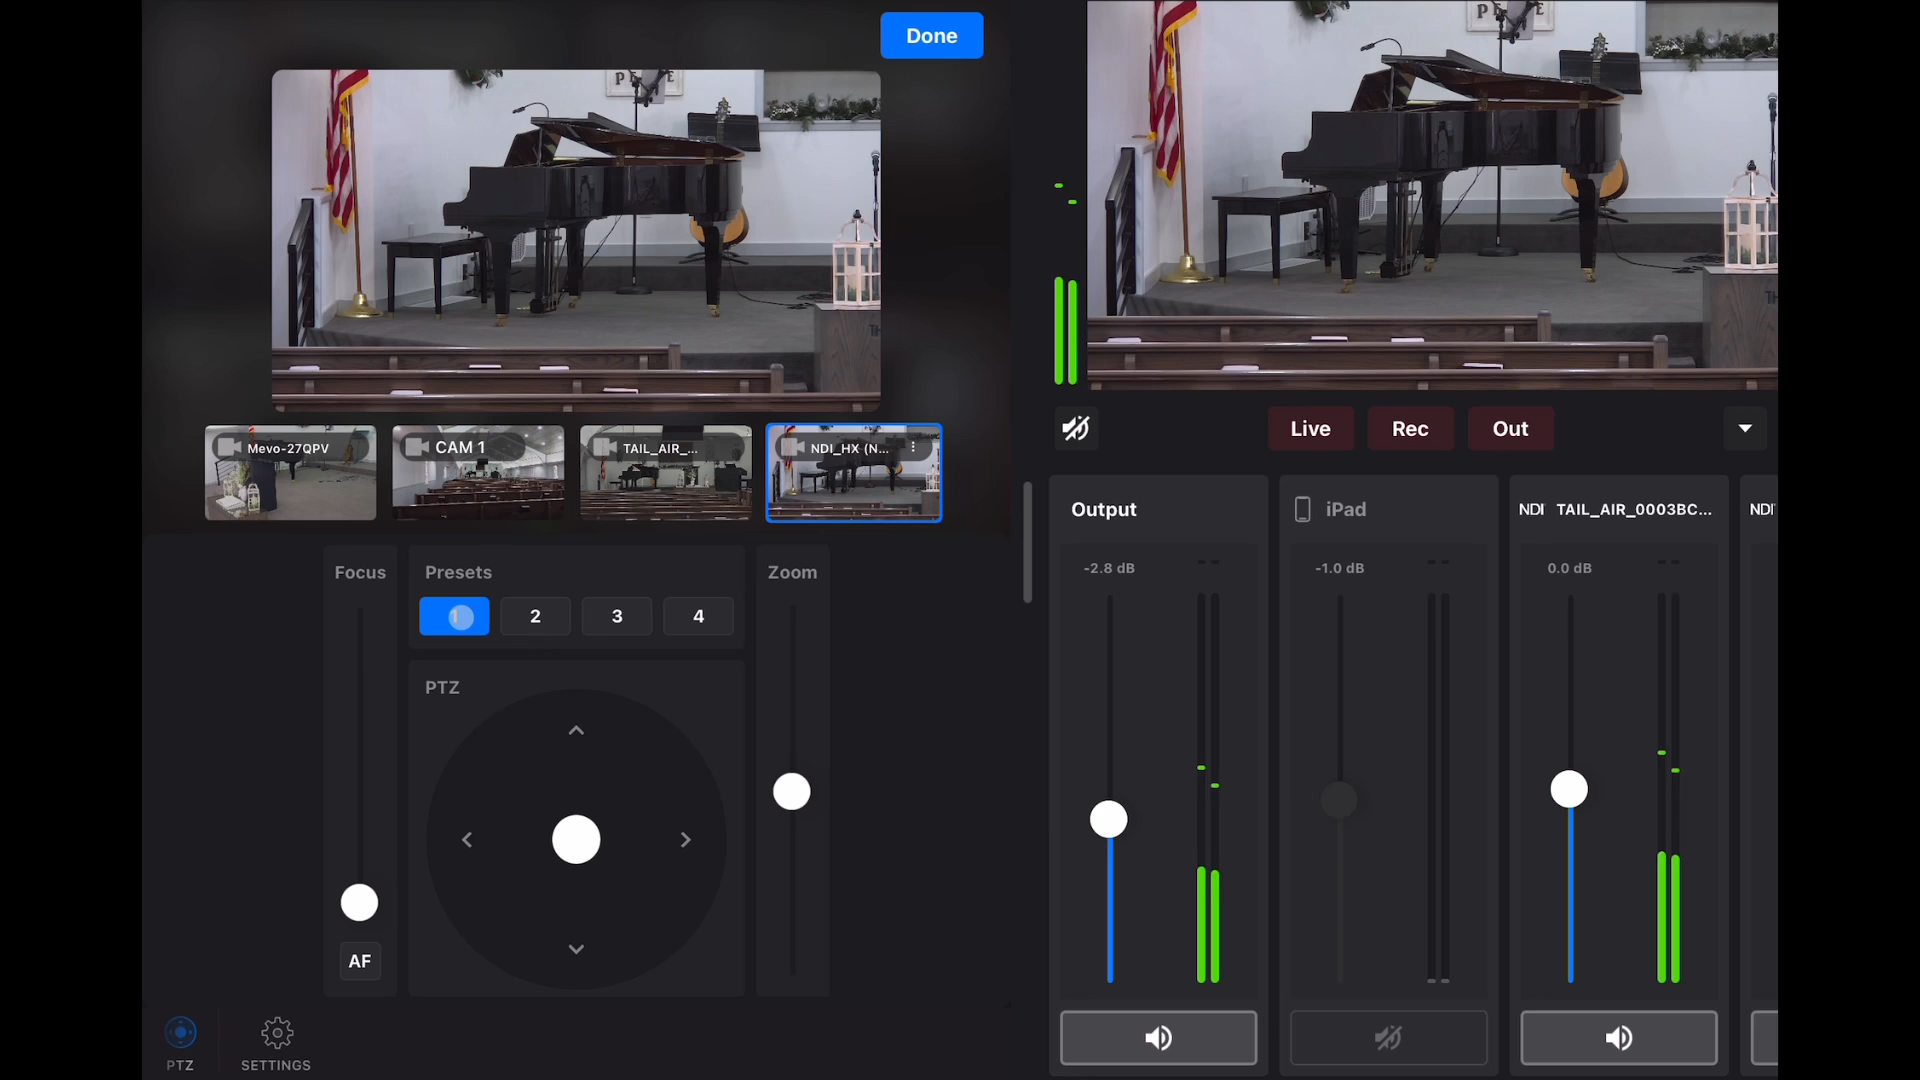 Done
Mevo-27QPV
CAM 1
TAIL_AIR_...
NDI_HX (N...
Focus
Presets
Zoom
1
2
3
4
PTZ
AF
PTZ
SETTINGS
Live
Rec
Out
Output
iPad
NDI TAIL_AIR_0003BC...
NDI
-2.8 dB
-1.0 dB
0.0 dB